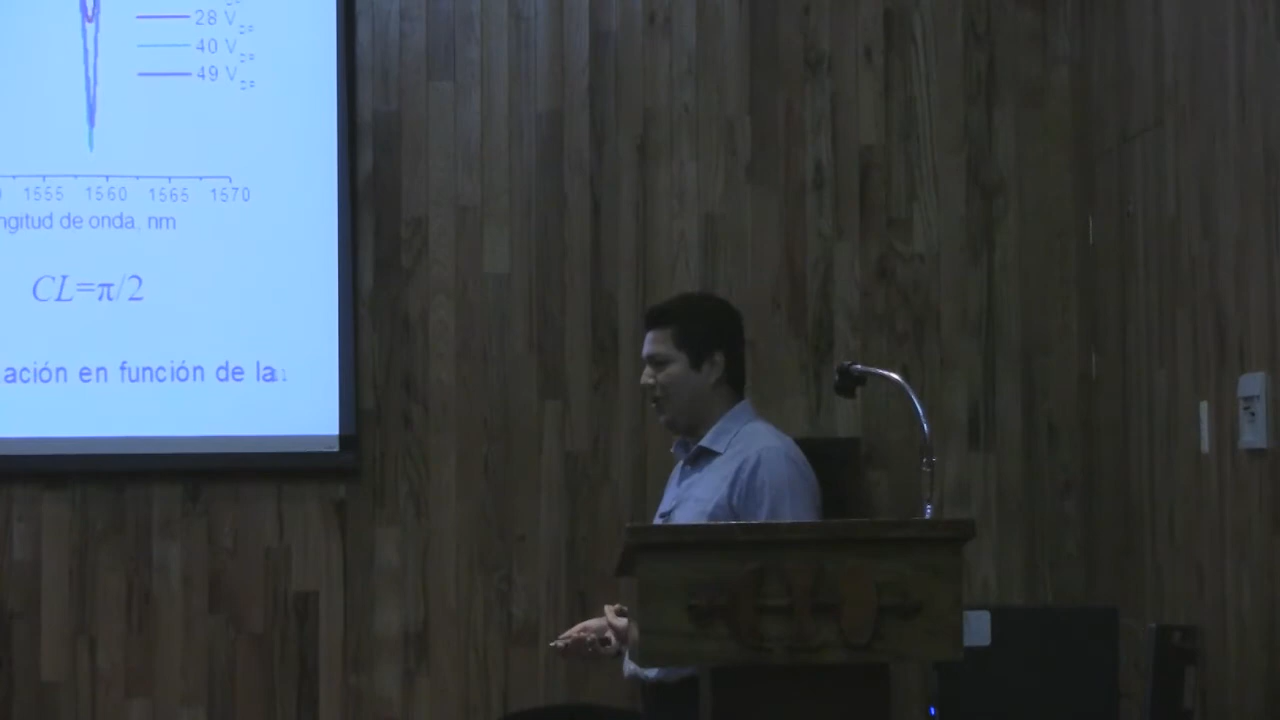 28 V
40 V
49 V
1555 1560 1565 1570
ngitud de onda, nm
CL=π/2
ación en función de la